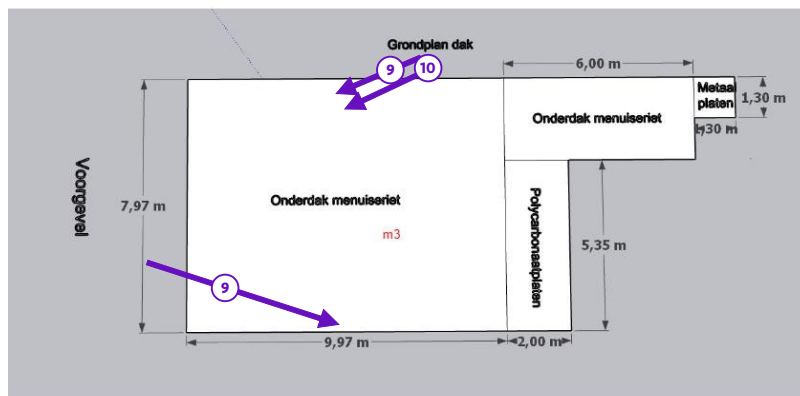 Grondplan dak
9
10
6,00 m
Metaal
platen
1,30 m
1,30 m
Onderdak menuiseriet
Voorgevel
7,97 m
Onderdak menuiseriet
m3
Polycarbonaatplaten
5,35 m
9
9,97 m
2,00 m